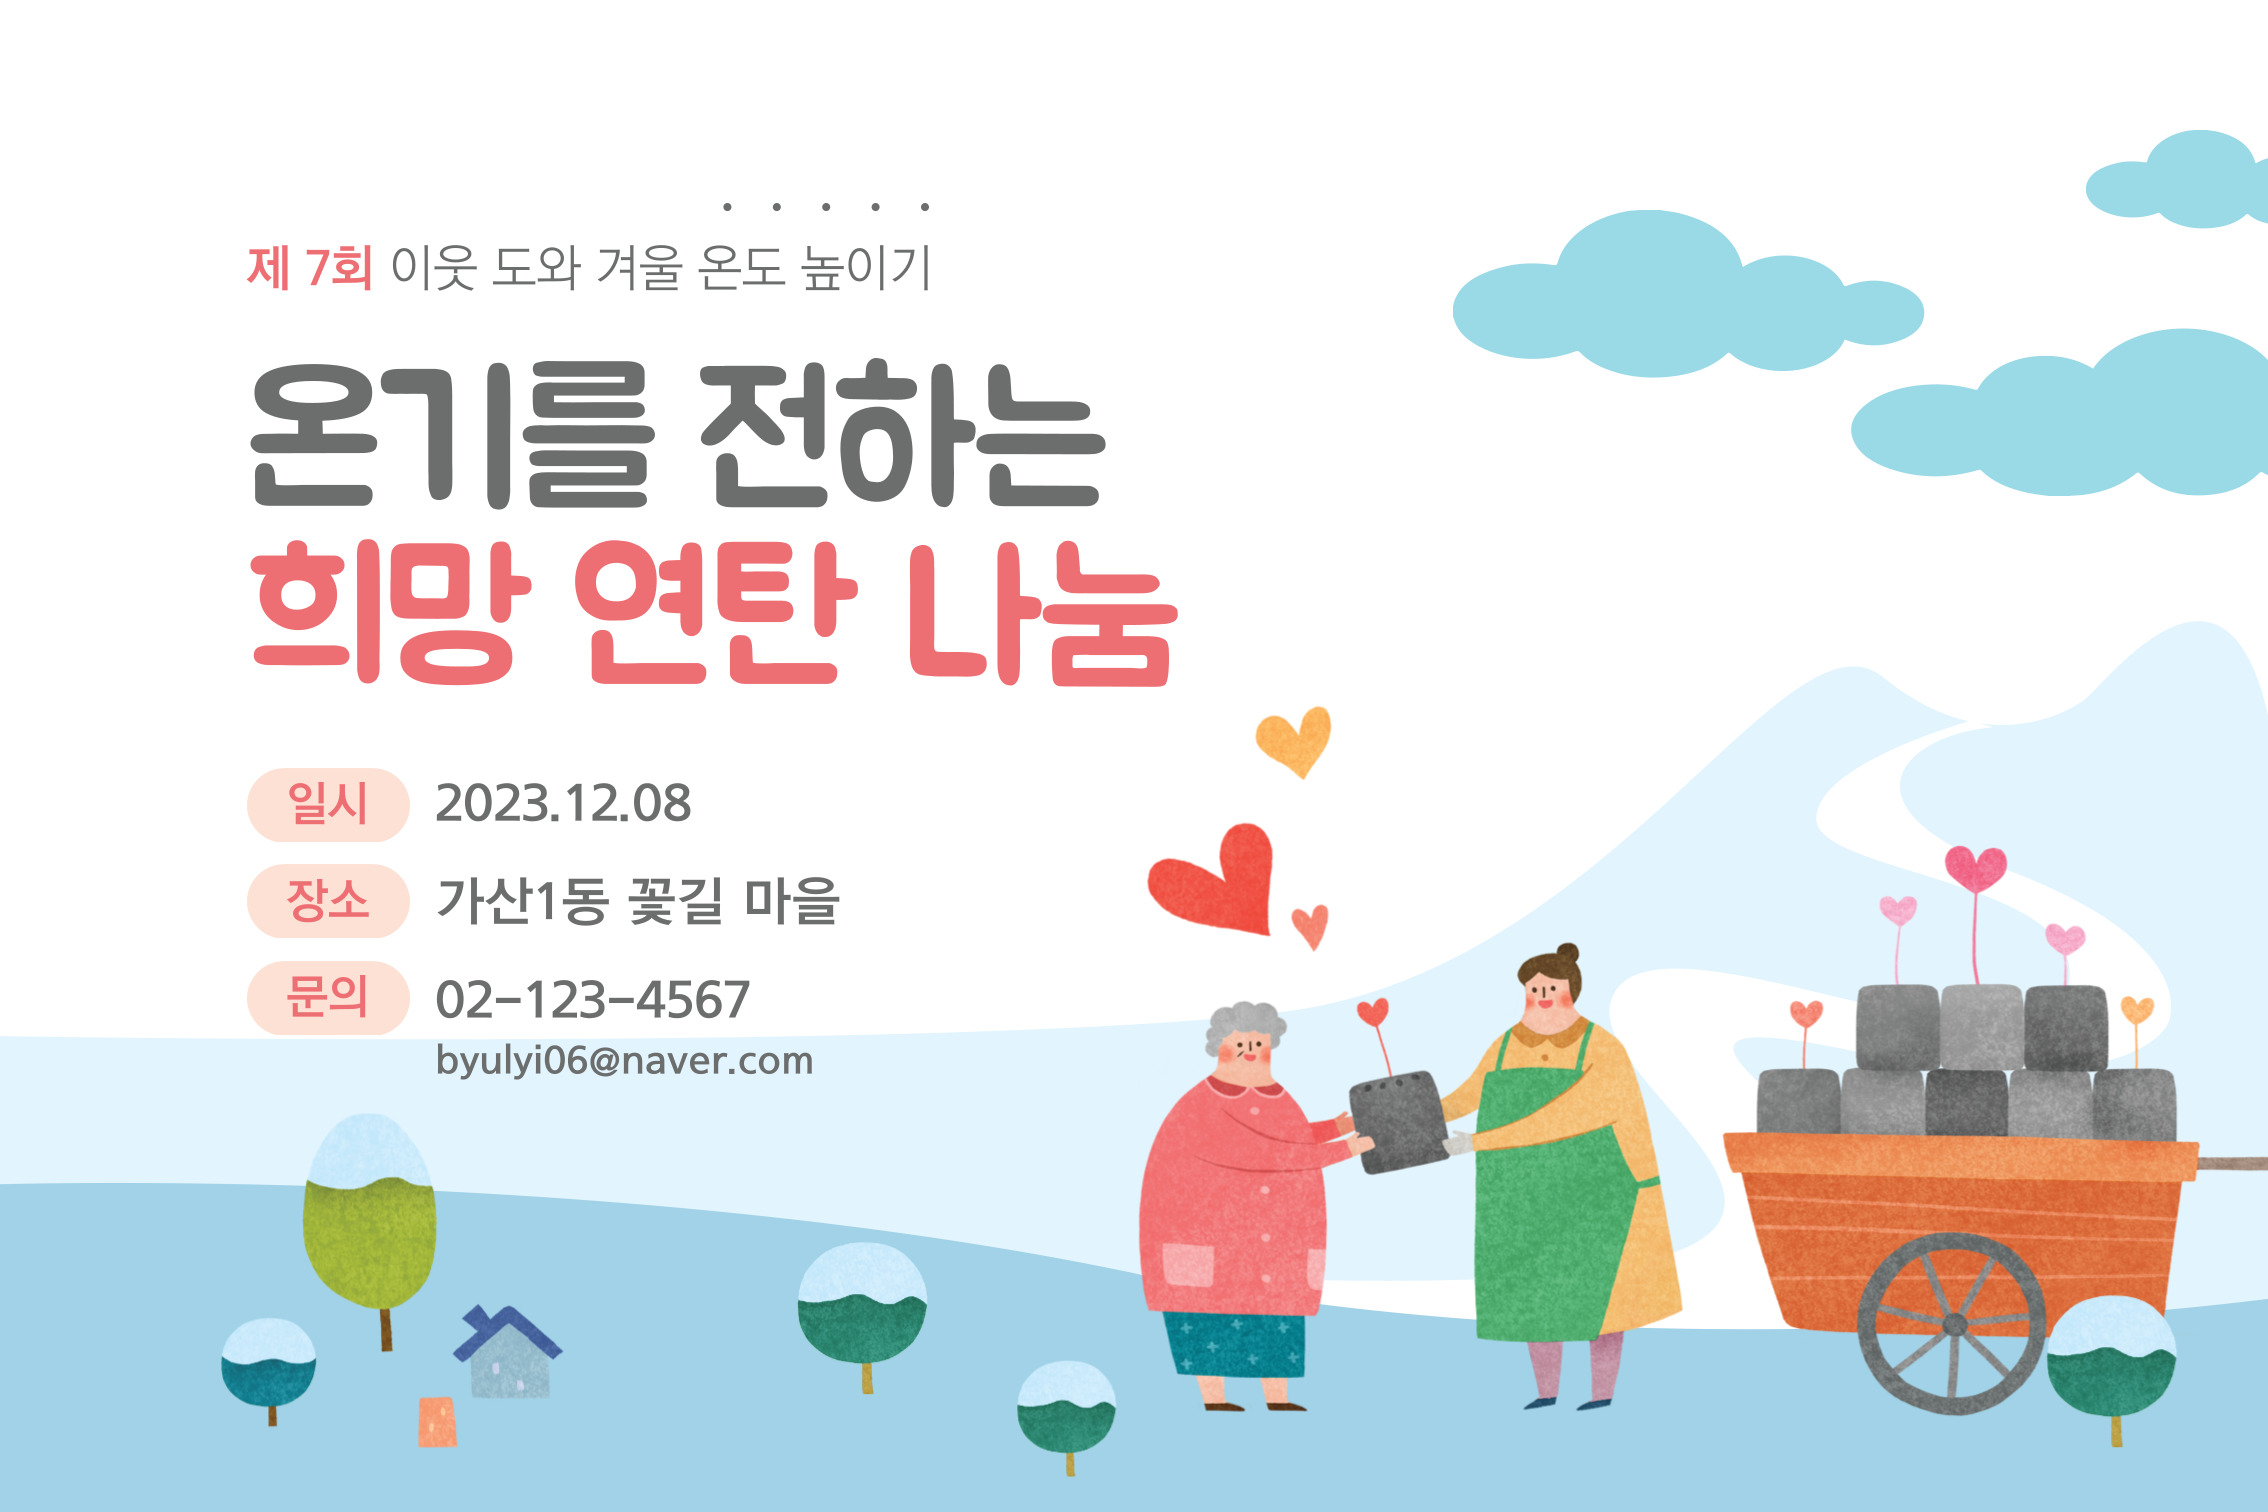 제 7회 이웃 도와 겨울 온도 높이기
온기를 전하는
희망 연탄 나눔
일시 2023.12.08
장소 가산1동 꽃길 마을
문의 02-123-4567
byulyi06@naver.com